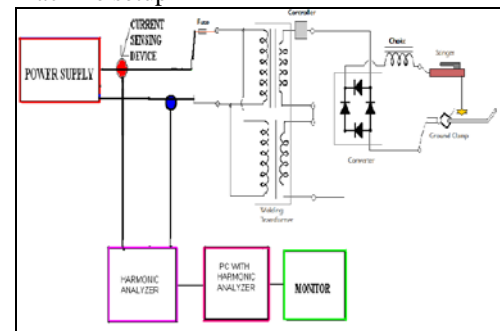 Controller
CURRENT
SENSING
DEVICE
Fuse
Choke
POWER SUPPLY
Ground Clamp
Converter
Welding
Transformer
HARMONIC
ANALYZER
PC WITH
HARMONIC
ANALYZER
MONITOR